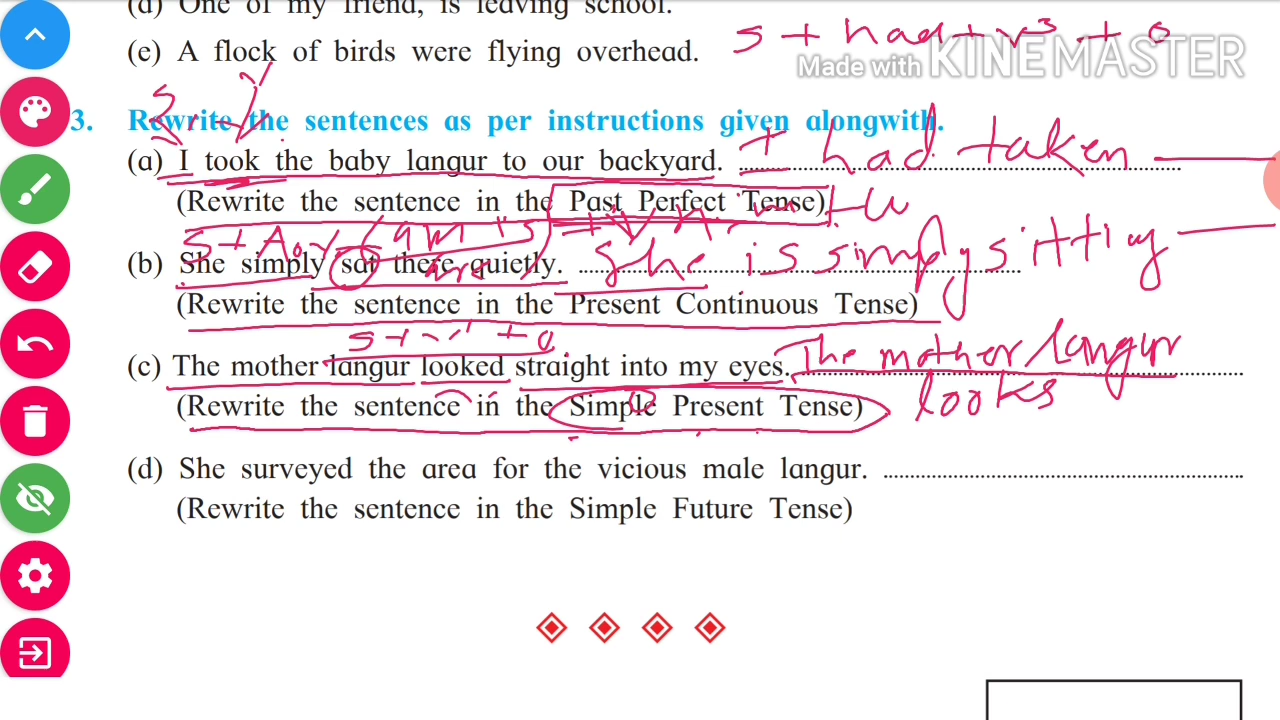 (d) One of my friend, is leaving school.
(e) A flock of birds were flying overhead.
s + had + v³ + o
Made with KINEMASTER
3. Rewrite the sentences as per instructions given alongwith.
(a) I took the baby langur to our backyard. I had taken
(Rewrite the sentence in the Past Perfect Tense)
(b) She simply sat there quietly. She is simply sitting
(Rewrite the sentence in the Present Continuous Tense)
(c) The mother langur looked straight into my eyes. The mother langur
(Rewrite the sentence in the Simple Present Tense) looks
(d) She surveyed the area for the vicious male langur.
(Rewrite the sentence in the Simple Future Tense)